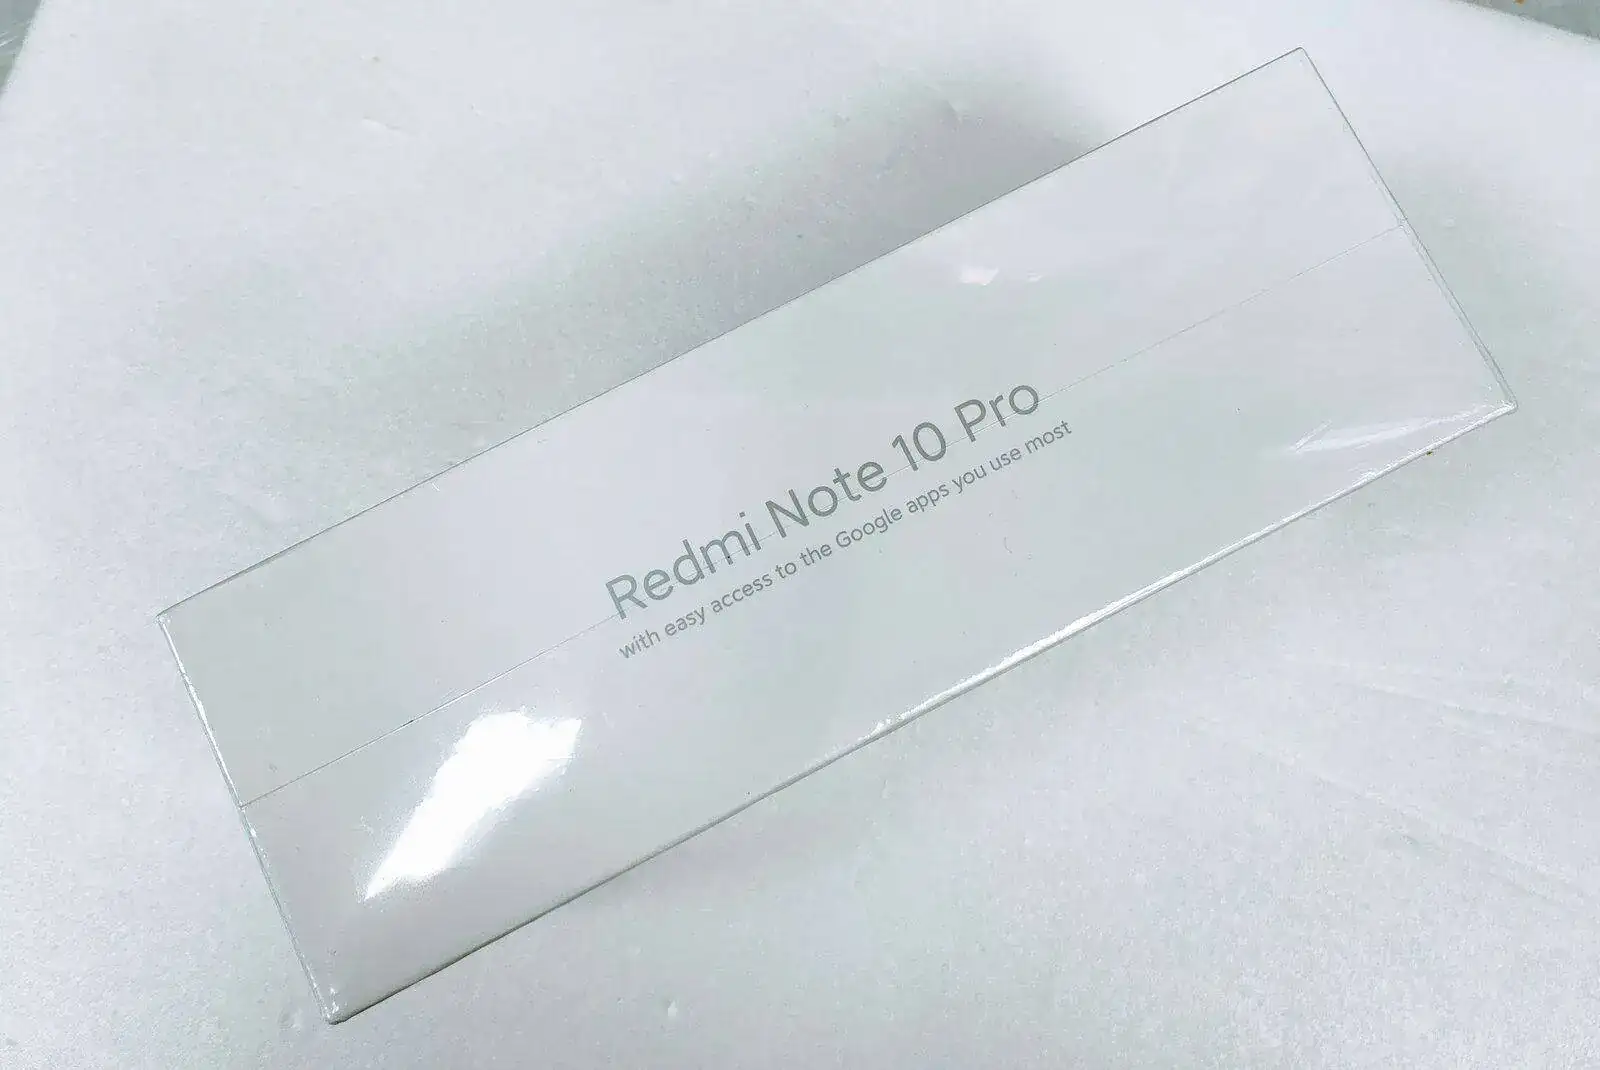 Redmi Note 10 Pro
with easy access to the Google apps you use most